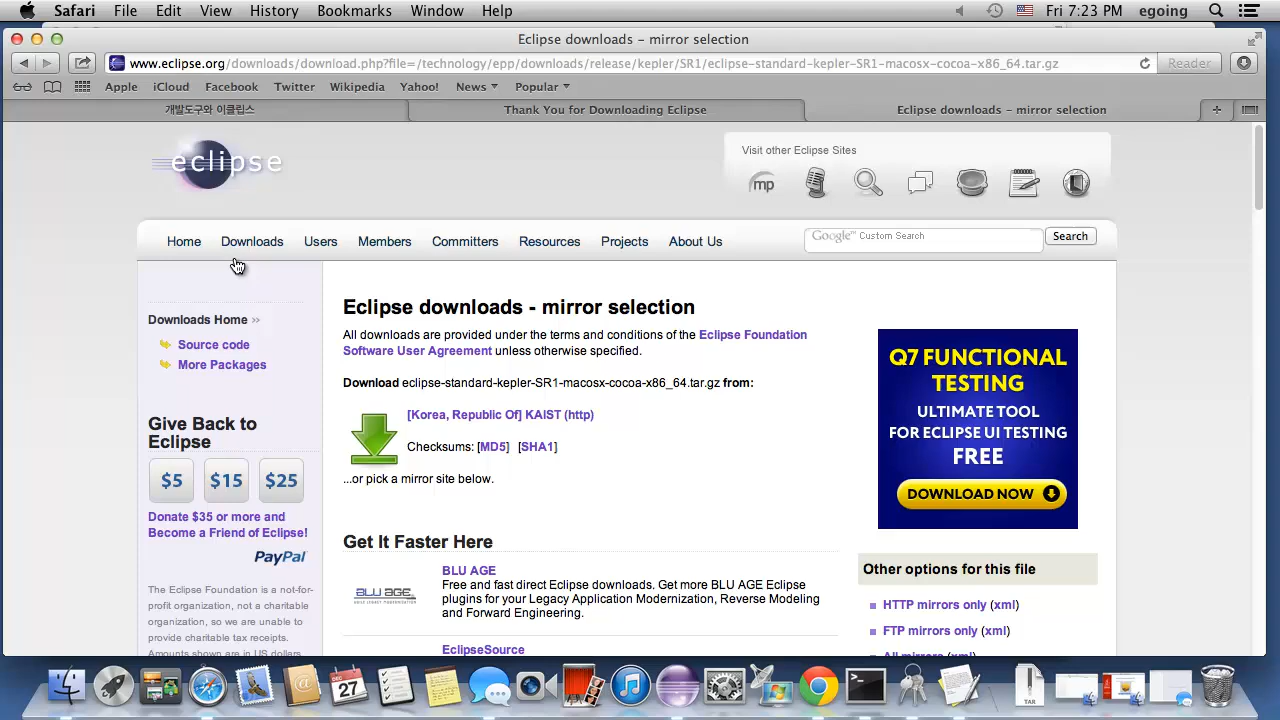 Safari File Edit View History Bookmarks Window Help Fri 7:23 PM egoing
Eclipse downloads – mirror selection
www.eclipse.org/downloads/download.php?file=/technology/epp/downloads/release/kepler/SR1/eclipse-standard-kepler-SR1-macosx-cocoa-x86_64.tar.gz Reader
Apple iCloud Facebook Twitter Wikipedia Yahoo! News Popular
개발도구와 이클립스 Thank You for Downloading Eclipse Eclipse downloads – mirror selection
eclipse
Visit other Eclipse Sites
mp
Home Downloads Users Members Committers Resources Projects About Us Google™ Custom Search Search
Downloads Home »
Source code
More Packages
Give Back to
Eclipse
$5 $15 $25
Donate $35 or more and
Become a Friend of Eclipse!
PayPal
The Eclipse Foundation is a not-for-
profit organization, not a charitable
organization, so we are unable to
provide charitable tax receipts.
Amounts shown are in US dollars
Eclipse downloads - mirror selection
All downloads are provided under the terms and conditions of the Eclipse Foundation
Software User Agreement unless otherwise specified.
Download eclipse-standard-kepler-SR1-macosx-cocoa-x86_64.tar.gz from:
[Korea, Republic Of] KAIST (http)
Checksums: [MD5] [SHA1]
...or pick a mirror site below.
Get It Faster Here
BLU AGE
BLU AGE
Free and fast direct Eclipse downloads. Get more BLU AGE Eclipse
plugins for your Legacy Application Modernization, Reverse Modeling
and Forward Engineering.
EclipseSource
Q7 FUNCTIONAL
TESTING
ULTIMATE TOOL
FOR ECLIPSE UI TESTING
FREE
DOWNLOAD NOW
Other options for this file
HTTP mirrors only (xml)
FTP mirrors only (xml)
All mirrors (xml)
DEC
27
TAR